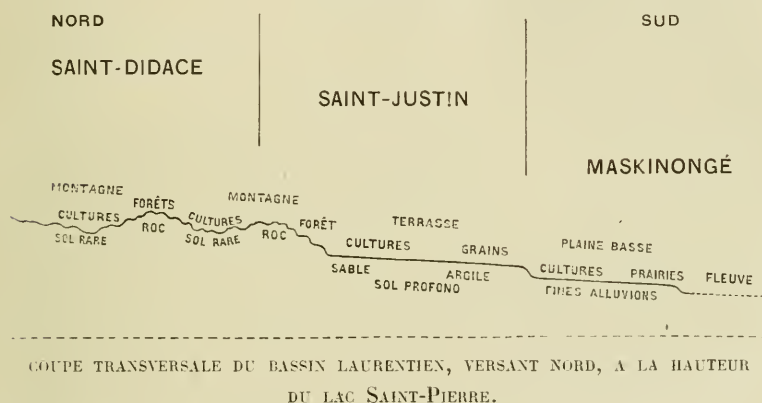 NORD SUD
SAINT-DIDACE
SAINT-JUSTIN
MASKINONGÉ
MONTAGNE FORÊTS MONTAGNE
CULTURES ROC CULTURES ROC FORÊT TERRASSE
SOL RARE SOL RARE CULTURES GRAINS PLAINE BASSE
SABLE ARGILE CULTURES PRAIRIES FLEUVE
SOL PROFOND FINES ALLUVIONS
COUPE TRANSVERSALE DU BASSIN LAURENTIEN, VERSANT NORD, A LA HAUTEUR
DU LAC SAINT-PIERRE.